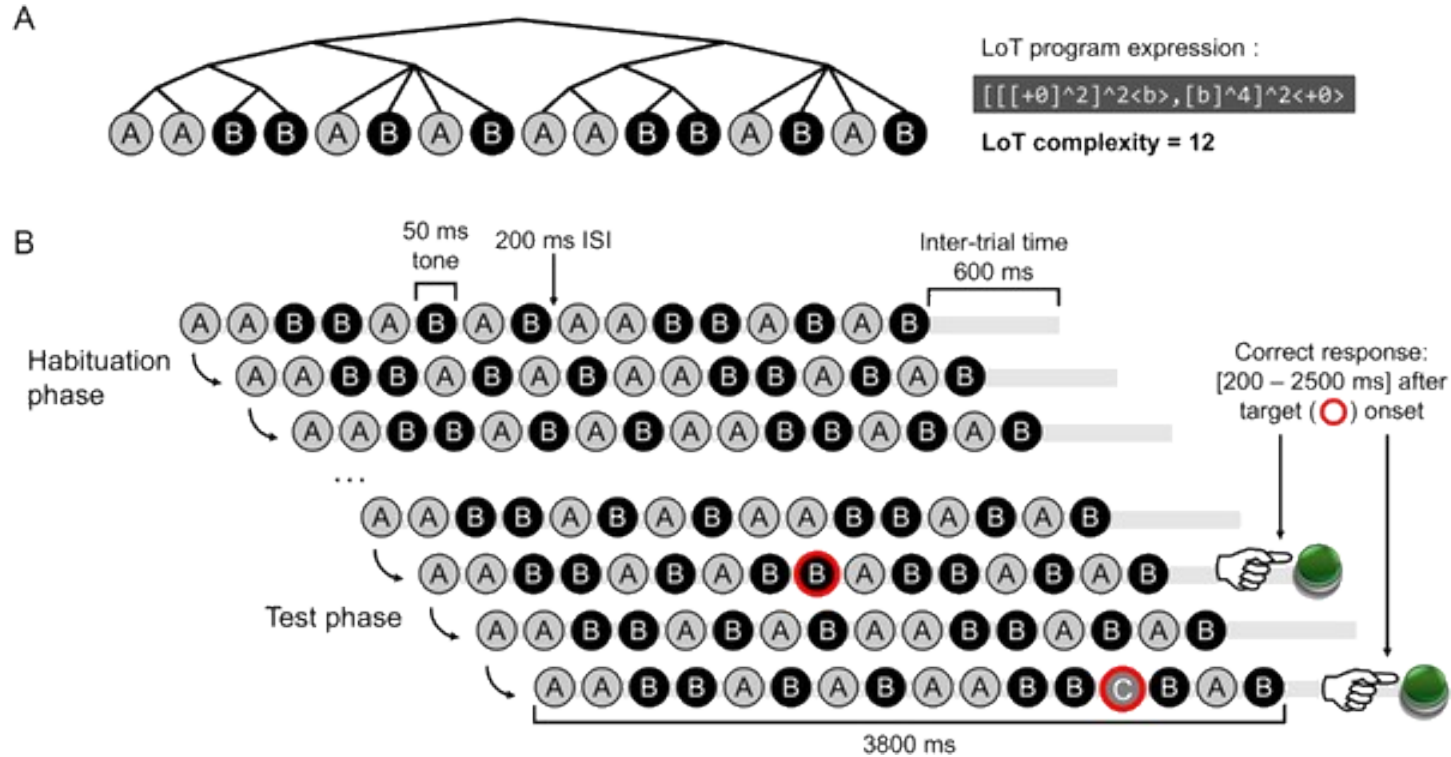 A
A A B B A B A B A A B B A B A B
LoT program expression :
[[[+0]^2]^2<b>,[b]^4]^2<+0>
LoT complexity = 12
B
50 ms
tone
200 ms ISI
Inter-trial time
600 ms
A A B B A B A B A A B B A B A B
Habituation
phase
A A B B A B A B A A B B A B A B
A A B B A B A B A A B B A B A B
...
Correct response:
[200 – 2500 ms] after
target ( ) onset
A A B B A B A B A A B B A B A B
A A B B A B A B B A B B A B A B
Test phase
A A B B A B A B A A B B A B A B
A A B B A B A B A A B B C B A B
3800 ms